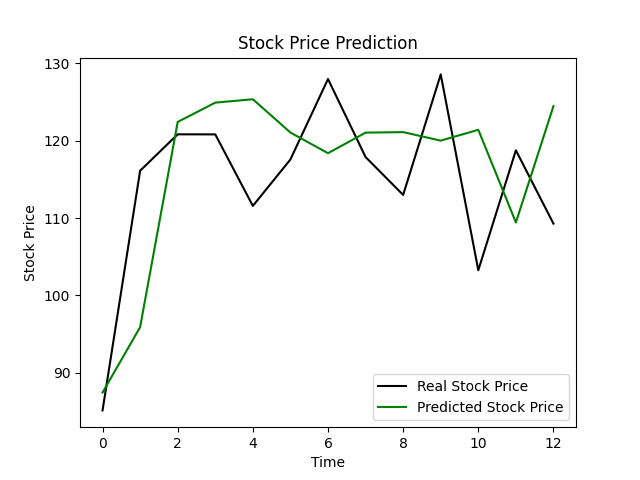 Stock Price Prediction
130
120
110
100
90
Stock Price
0 2 4 6 8 10 12
Time
Real Stock Price
Predicted Stock Price